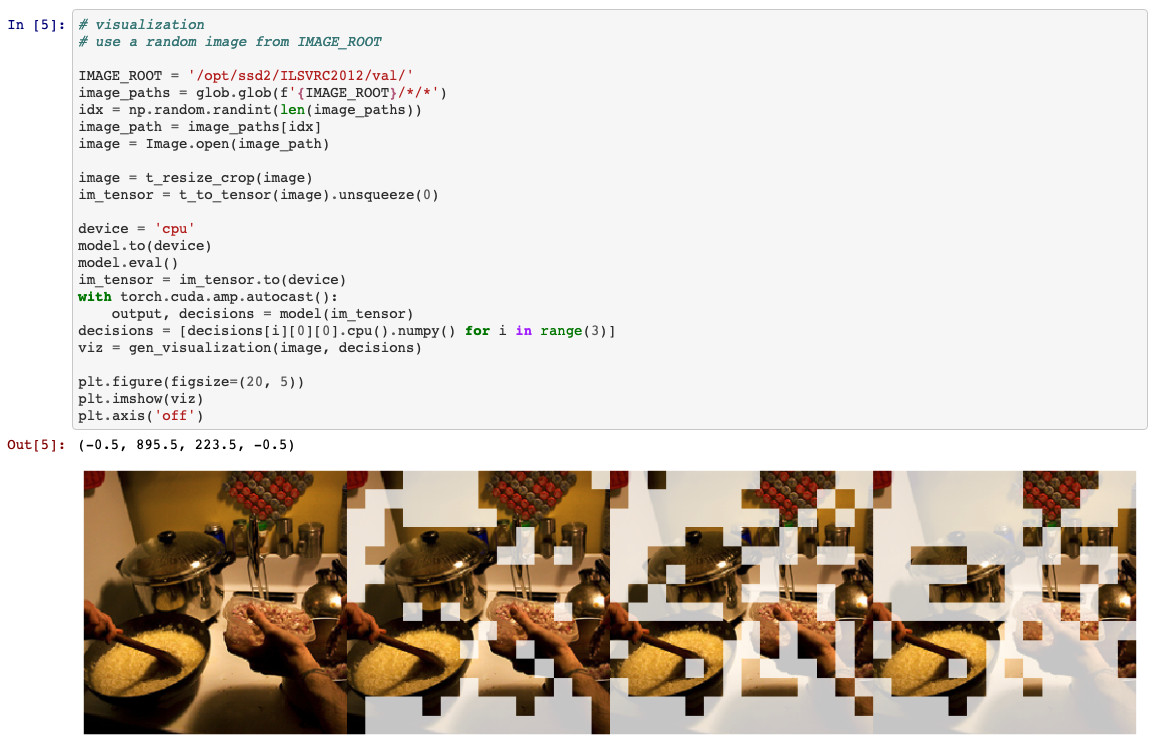 In [5]:
# visualization
# use a random image from IMAGE_ROOT
IMAGE_ROOT = '/opt/ssd2/ILSVRC2012/val/'
image_paths = glob.glob(f'{IMAGE_ROOT}/*/*')
idx = np.random.randint(len(image_paths))
image_path = image_paths[idx]
image = Image.open(image_path)
image = t_resize_crop(image)
im_tensor = t_to_tensor(image).unsqueeze(0)
device = 'cpu'
model.to(device)
model.eval()
im_tensor = im_tensor.to(device)
with torch.cuda.amp.autocast():
    output, decisions = model(im_tensor)
decisions = [decisions[i][0][0].cpu().numpy() for i in range(3)]
viz = gen_visualization(image, decisions)
plt.figure(figsize=(20, 5))
plt.imshow(viz)
plt.axis('off')
Out[5]: (-0.5, 895.5, 223.5, -0.5)